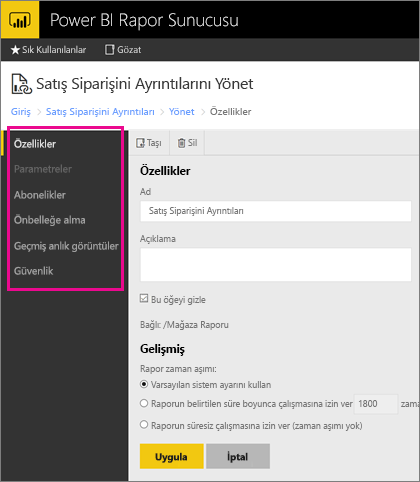 Power BI Rapor Sunucusu
Sık Kullanılanlar Gözat
Satış Siparişini Ayrıntılarını Yönet
Giriş > Satış Siparişini Ayrıntıları > Yönet > Özellikler
Özellikler
Parametreler
Abonelikler
Önbelleğe alma
Geçmiş anlık görüntüler
Güvenlik
Taşı Sil
Özellikler
Ad
Satış Siparişini Ayrıntıları
Açıklama
Bu öğeyi gizle
Bağlı: /Mağaza Raporu
Gelişmiş
Rapor zaman aşımı:
Varsayılan sistem ayarını kullan
Raporun belirtilen süre boyunca çalışmasına izin ver 1800 zama
Raporun süresiz çalışmasına izin ver (zaman aşımı yok)
Uygula İptal